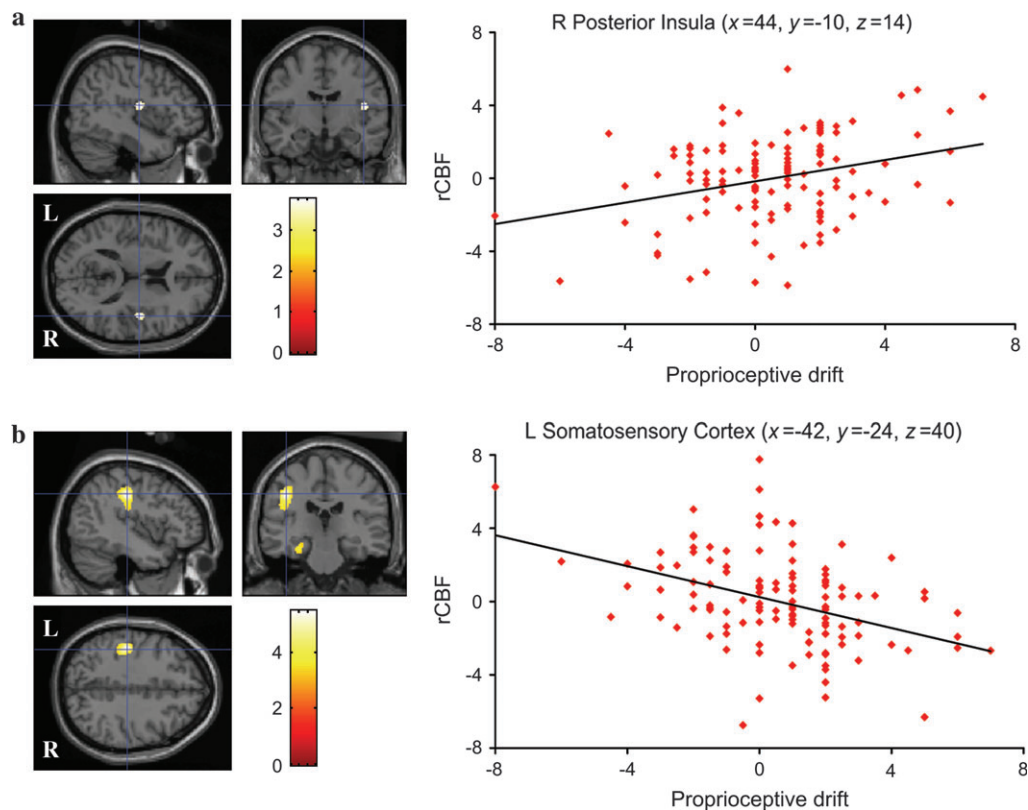 a
L
R
3
2
1
0
R Posterior Insula (x=44, y=-10, z=14)
8
4
0
-4
-8
rCBF
-8 -4 0 4 8
Proprioceptive drift
b
L
R
4
2
0
L Somatosensory Cortex (x=-42, y=-24, z=40)
8
4
0
-4
-8
rCBF
-8 -4 0 4 8
Proprioceptive drift